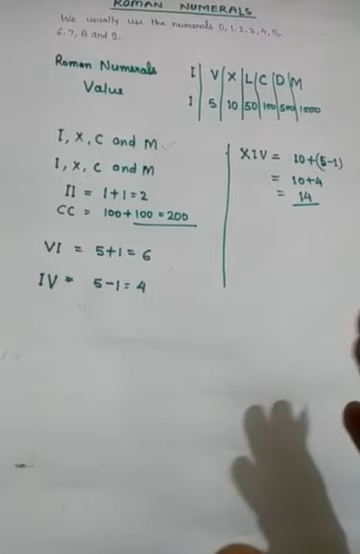 ROMAN NUMERALS
We usually use the numerals 0, 1, 2, 3, 4, 5,
6, 7, 8 and 9.
Roman Numerals I V X L C D M
Value 1 5 10 50 100 500 1000
I, X, C and M
I, X, C and M
II = 1+1=2
CC = 100+100=200
VI = 5+1=6
IV = 5-1=4
XIV = 10+(5-1)
= 10+4
= 14